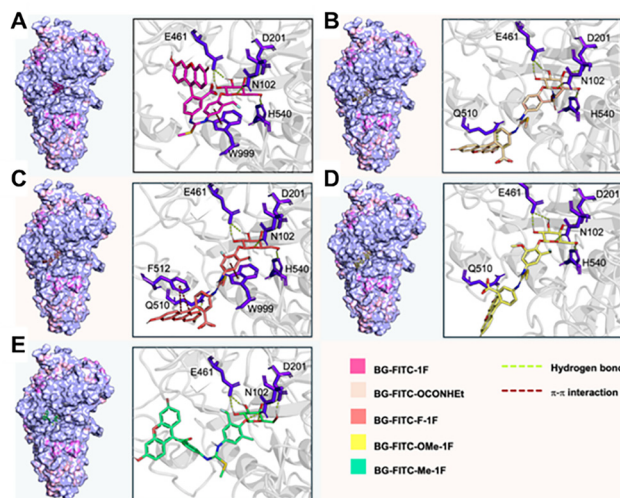 A
E461
D201
N102
H540
W999
B
E461
D201
N102
Q510
H540
C
E461
D201
N102
F512
H540
Q510
W999
D
E461
D201
N102
Q510
H540
E
E461
D201
N102
BG-FITC-1F
BG-FITC-OCONHEt
BG-FITC-F-1F
BG-FITC-OMe-1F
BG-FITC-Me-1F
Hydrogen bond
π-π interaction